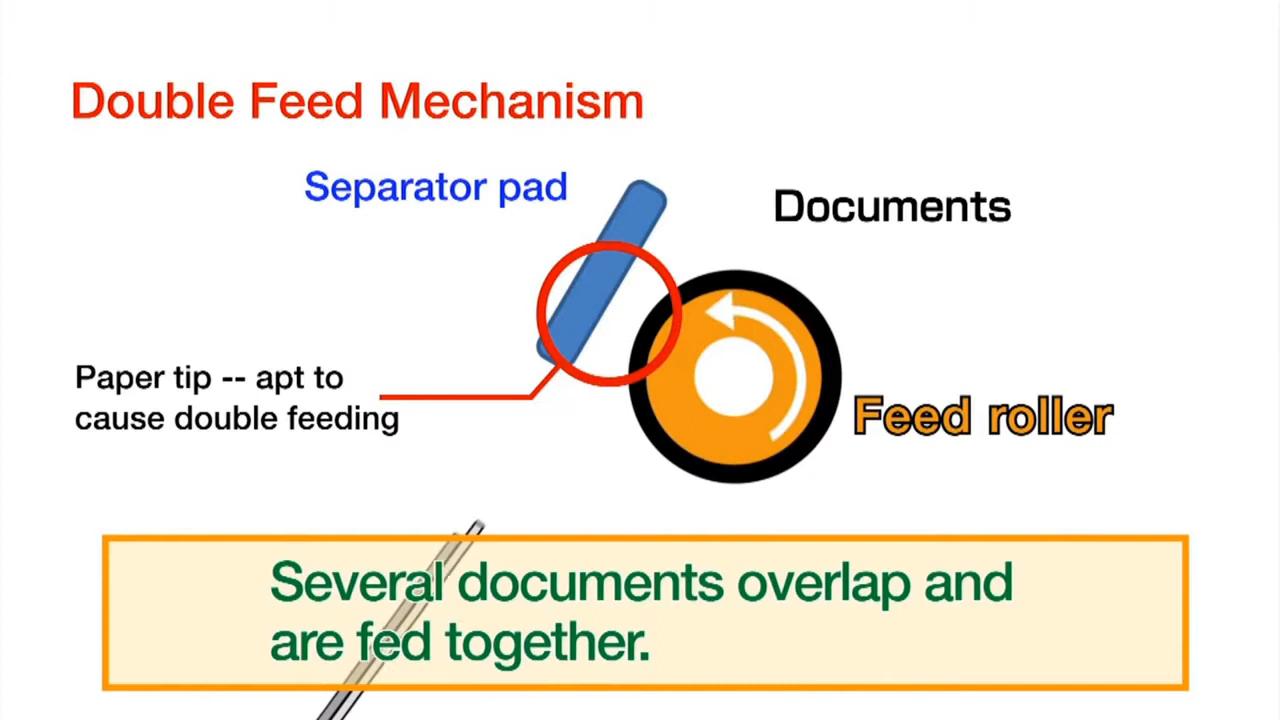 Double Feed Mechanism
Separator pad
Documents
Paper tip -- apt to
cause double feeding
Feed roller
Several documents overlap and
are fed together.